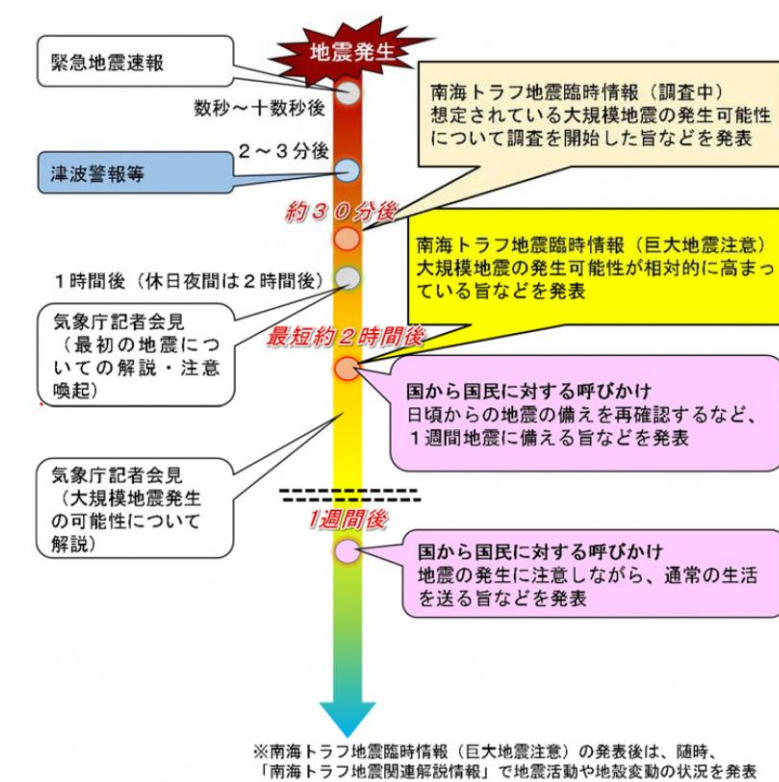 地震発生
緊急地震速報
数秒～十数秒後
南海トラフ地震臨時情報（調査中）
想定されている大規模地震の発生可能性
について調査を開始した旨などを発表
２～３分後
津波警報等
約３０分後
南海トラフ地震臨時情報（巨大地震注意）
大規模地震の発生可能性が相対的に高まっ
ている旨などを発表
１時間後（休日夜間は２時間後）
気象庁記者会見
（最初の地震につ
いての解説・注意
喚起）
最短約２時間後
国から国民に対する呼びかけ
日頃からの地震の備えを再確認するなど、
１週間地震に備える旨などを発表
気象庁記者会見
（大規模地震発生
の可能性について
解説）
1週間後
国から国民に対する呼びかけ
地震の発生に注意しながら、通常の生活
を送る旨などを発表
※南海トラフ地震臨時情報（巨大地震注意）の発表後は、随時、
「南海トラフ地震関連解説情報」で地震活動や地殻変動の状況を発表